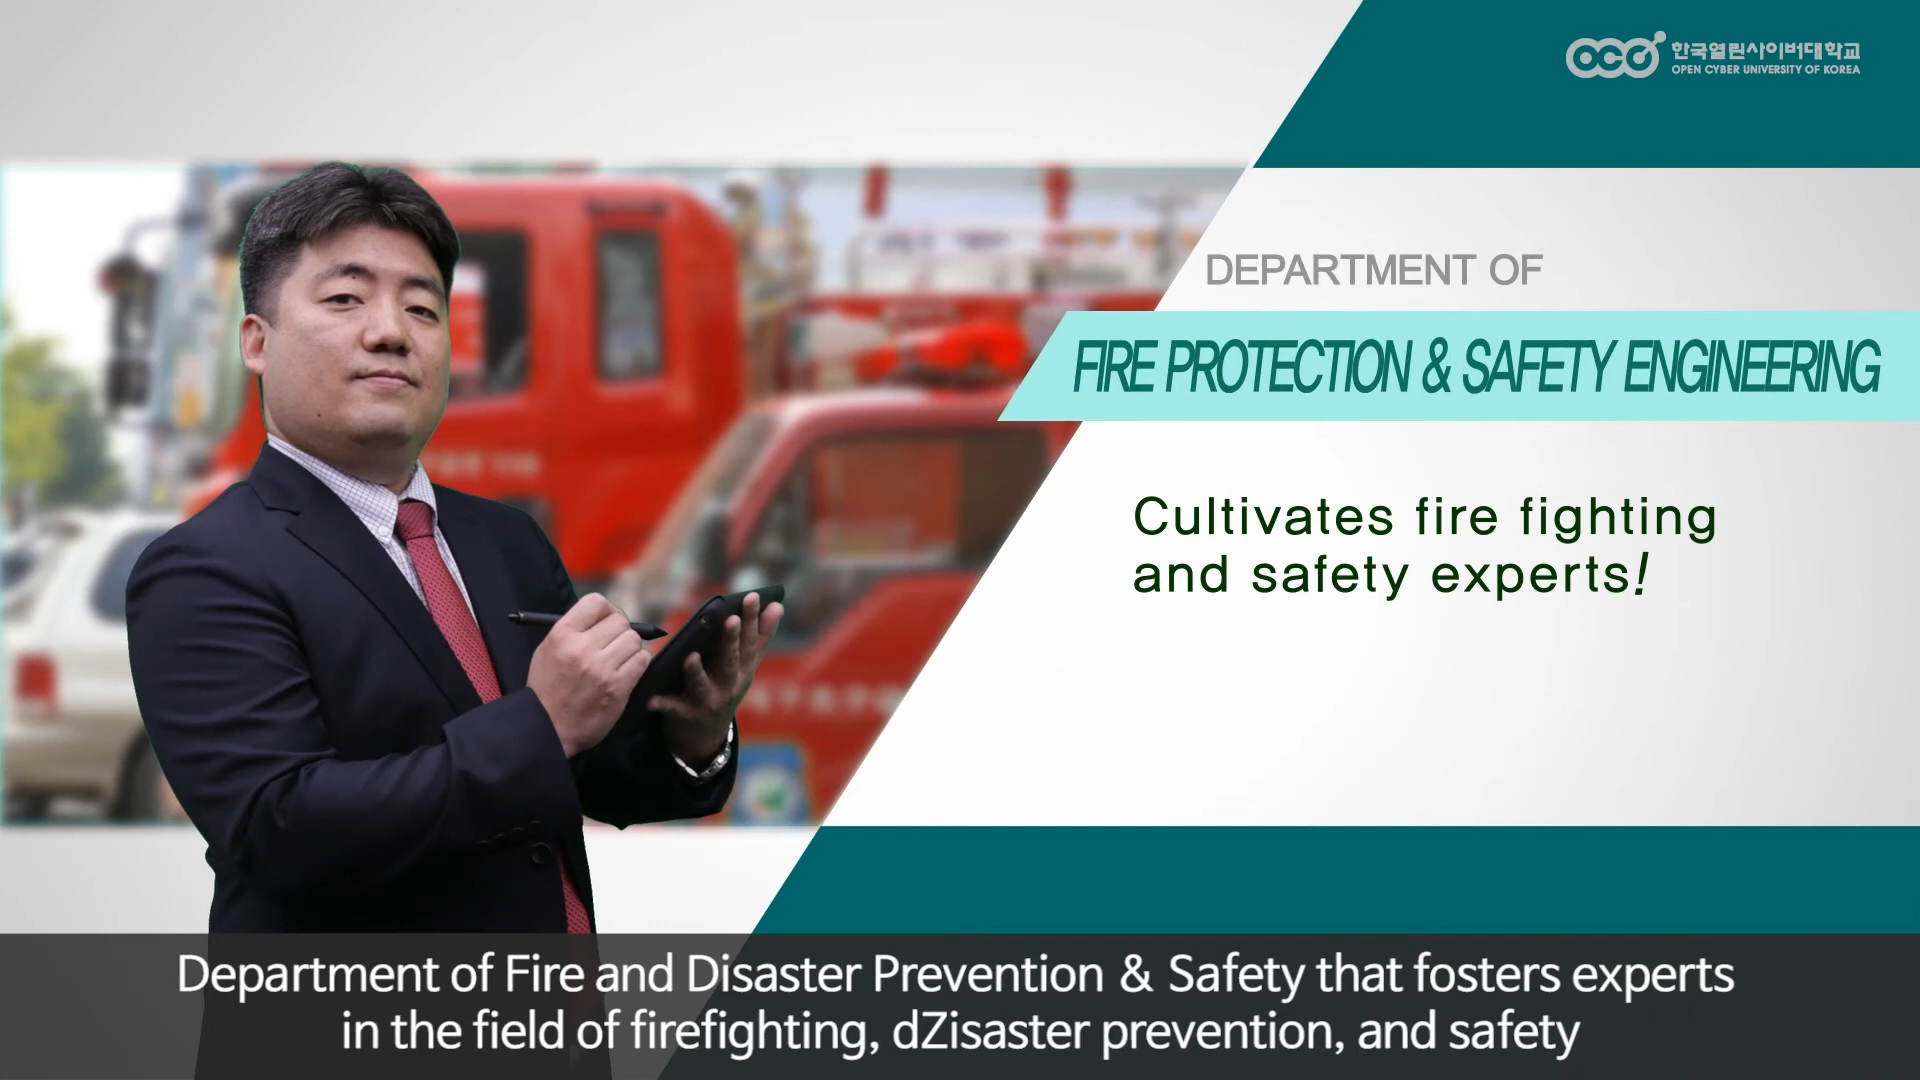 한국열린사이버대학교
OPEN CYBER UNIVERSITY OF KOREA
DEPARTMENT OF
FIRE PROTECTION & SAFETY ENGINEERING
Cultivates fire fighting
and safety experts!
Department of Fire and Disaster Prevention & Safety that fosters experts
in the field of firefighting, dZisaster prevention, and safety